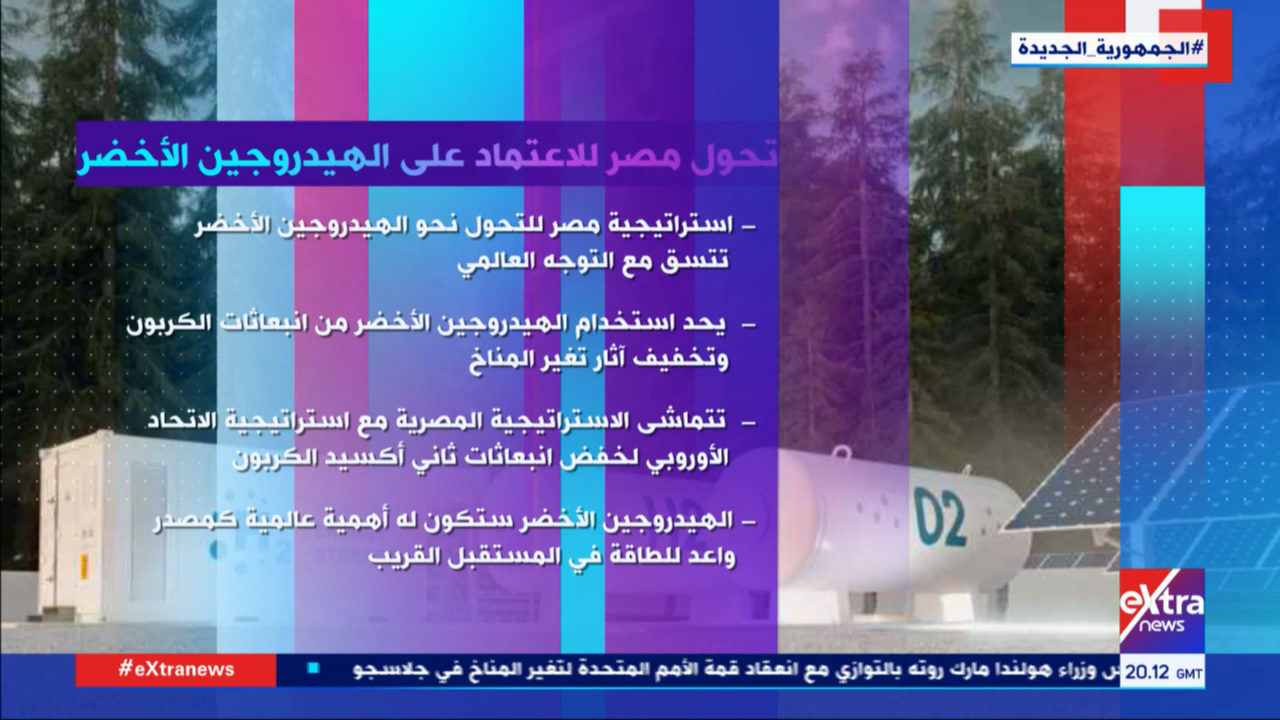 #الجمهورية_الجديدة
تحول مصر للاعتماد على الهيدروجين الأخضر
– استراتيجية مصر للتحول نحو الهيدروجين الأخضر
تتسق مع التوجه العالمي
– يحد استخدام الهيدروجين الأخضر من انبعاثات الكربون
وتخفيف آثار تغير المناخ
– تتماشى الاستراتيجية المصرية مع استراتيجية الاتحاد
الأوروبي لخفض انبعاثات ثاني أكسيد الكربون
– الهيدروجين الأخضر ستكون له أهمية عالمية كمصدر
واعد للطاقة في المستقبل القريب
H2
O2
H2
eXtra
news
#eXtranews
وزراء هولندا مارك روته بالتوازي مع انعقاد قمة الأمم المتحدة لتغير المناخ في جلاسجو
20.12 GMT